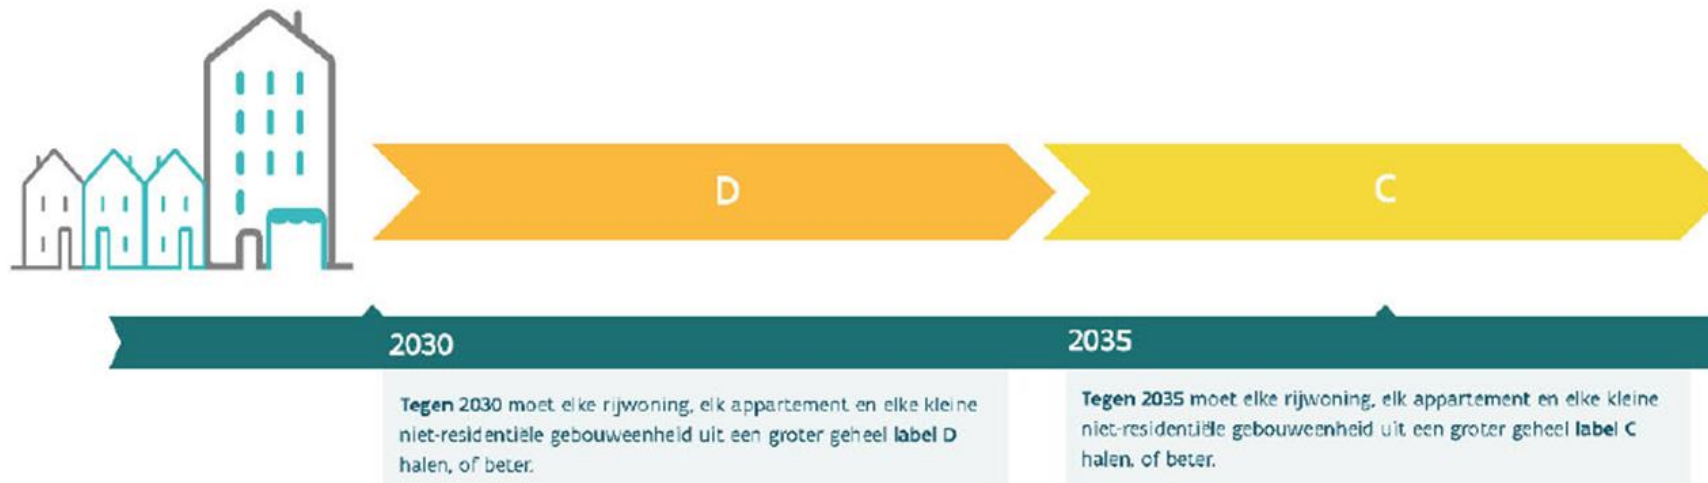 D
C
2030
2035
Tegen 2030 moet elke rijwoning, elk appartement en elke kleine
niet-residentiële gebouweenheid uit een groter geheel label D
halen, of beter.
Tegen 2035 moet elke rijwoning, elk appartement en elke kleine
niet-residentiële gebouweenheid uit een groter geheel label C
halen, of beter.